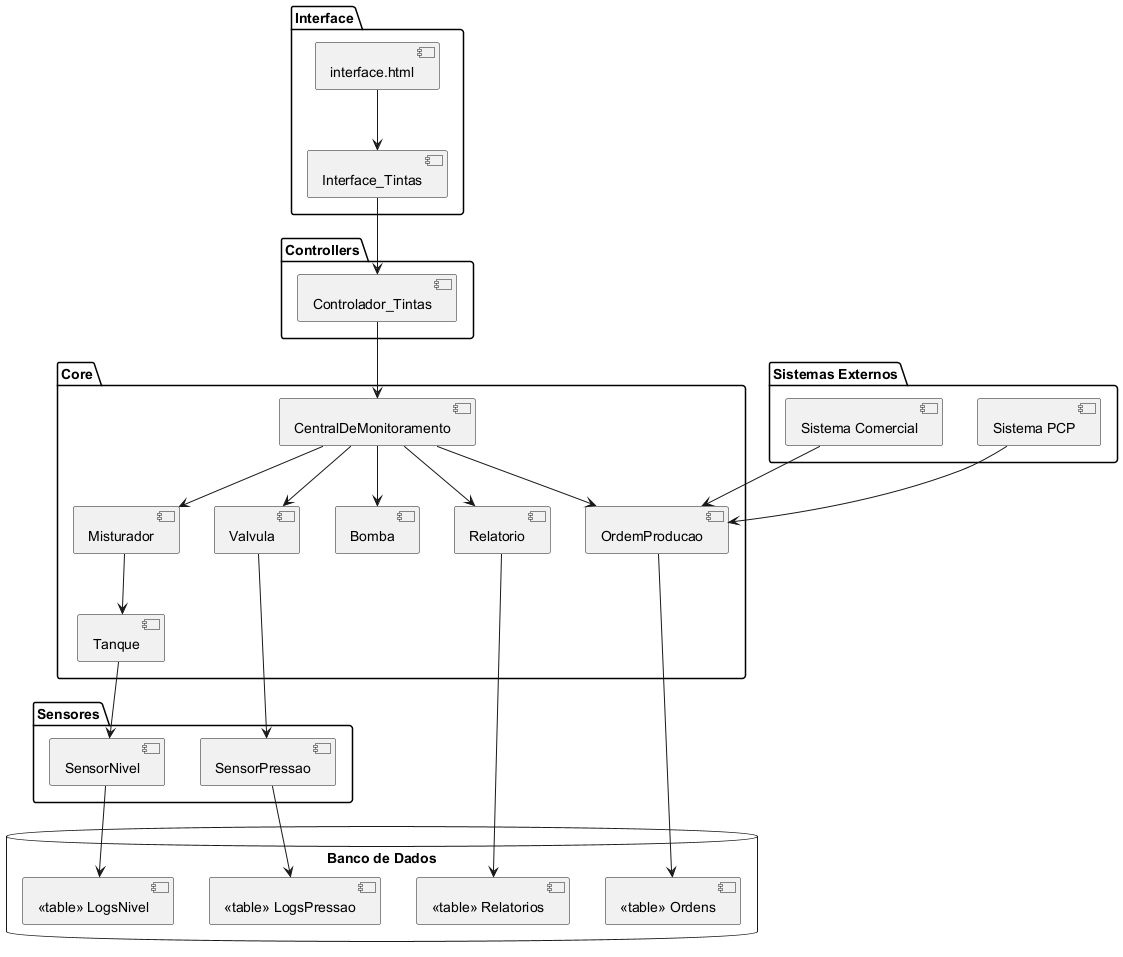 Interface
interface.html
Interface_Tintas
Controllers
Controlador_Tintas
Core
Sistemas Externos
CentralDeMonitoramento
Sistema Comercial
Sistema PCP
Misturador
Valvula
Bomba
Relatorio
OrdemProducao
Tanque
Sensores
SensorNivel
SensorPressao
Banco de Dados
«table» LogsNivel
«table» LogsPressao
«table» Relatorios
«table» Ordens